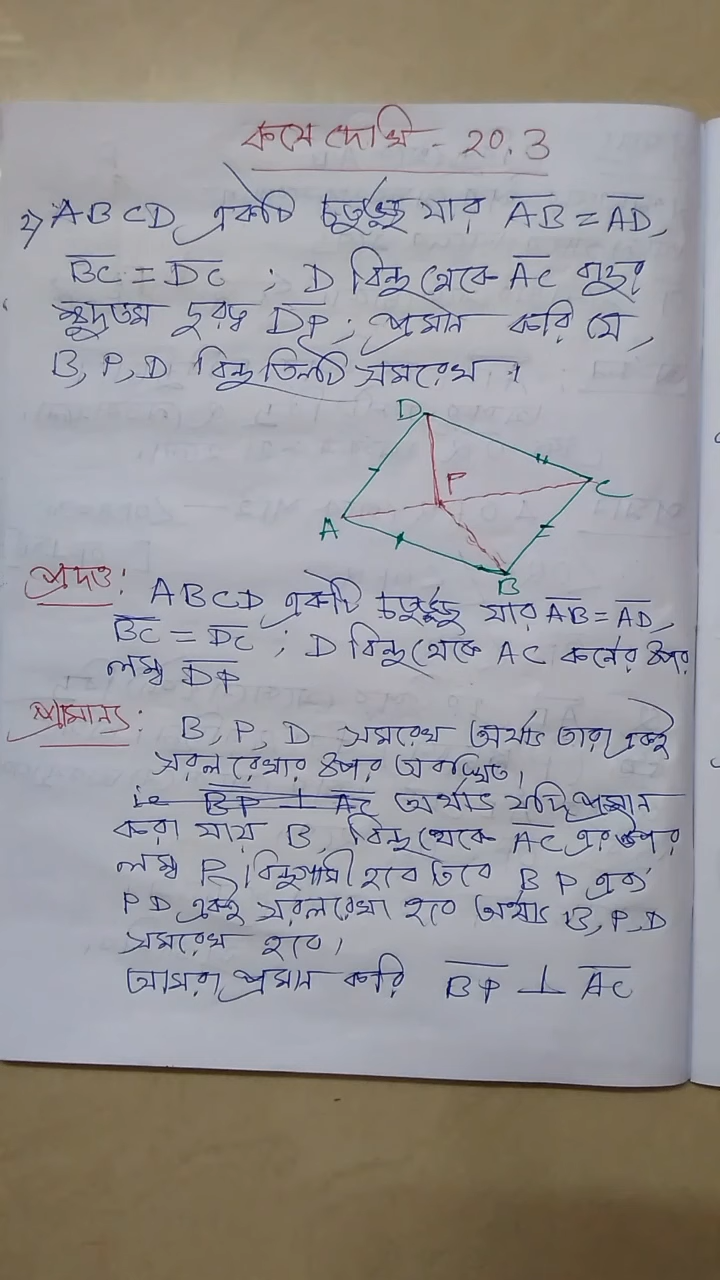 কষে দেখি - 20.3
2) ABCD একটি চতুর্ভুজ যার AB = AD,
BC = DC ; D বিন্দু থেকে AC বাহুর
ক্ষুদ্রতম দূরত্ব DP ; প্রমান করি যে,
B, P, D বিন্দু তিনটি সমরেখ ।
D
P
C
A
B
প্রদত্ত : ABCD একটি চতুর্ভুজ যার AB = AD,
BC = DC ; D বিন্দু থেকে AC কর্নের উপর
লম্ব DP
প্রামান্য : B, P, D সমরেখ অর্থাৎ তারা একই
সরলরেখার উপর অবস্থিত।
i.e BP ⊥ AC অর্থাৎ যদি প্রমান
করা যায় B, বিন্দু থেকে AC এর উপর
লম্ব P বিন্দুগামী হবে তবে BP এবং
PD একই সরলরেখা হবে অর্থাৎ B, P, D
সমরেখ হবে।
আমরা প্রমান করি BP ⊥ AC